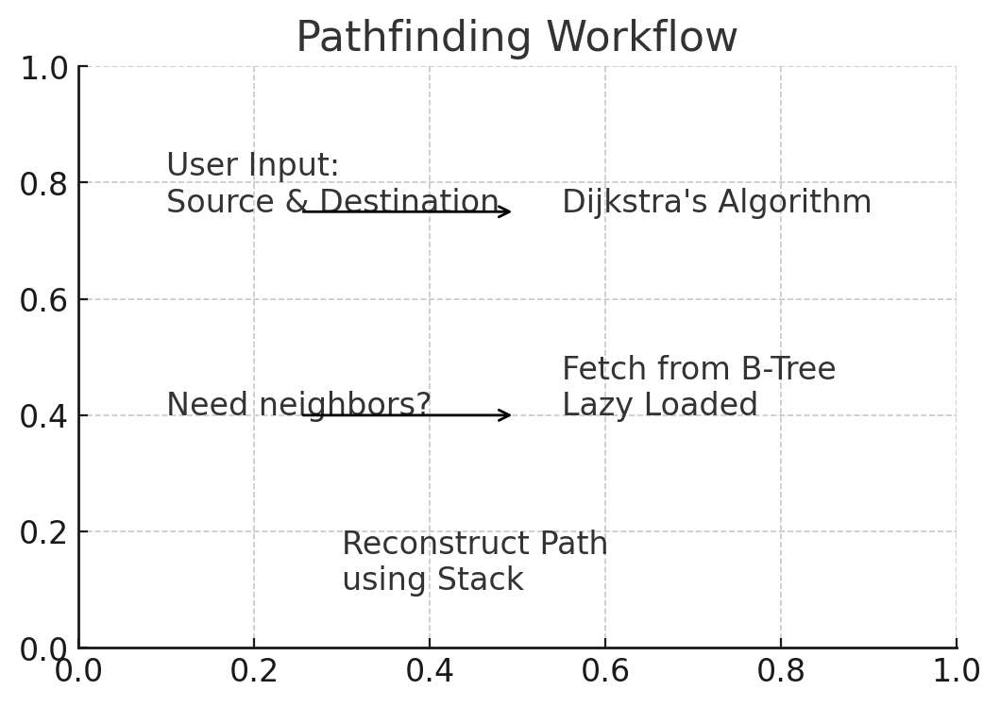 Pathfinding Workflow
1.0
User Input:
0.8
Source & Destination
Dijkstra's Algorithm
0.6
Fetch from B-Tree
Need neighbors?
Lazy Loaded
0.4
0.2
Reconstruct Path
using Stack
0.0
0.0 0.2 0.4 0.6 0.8 1.0